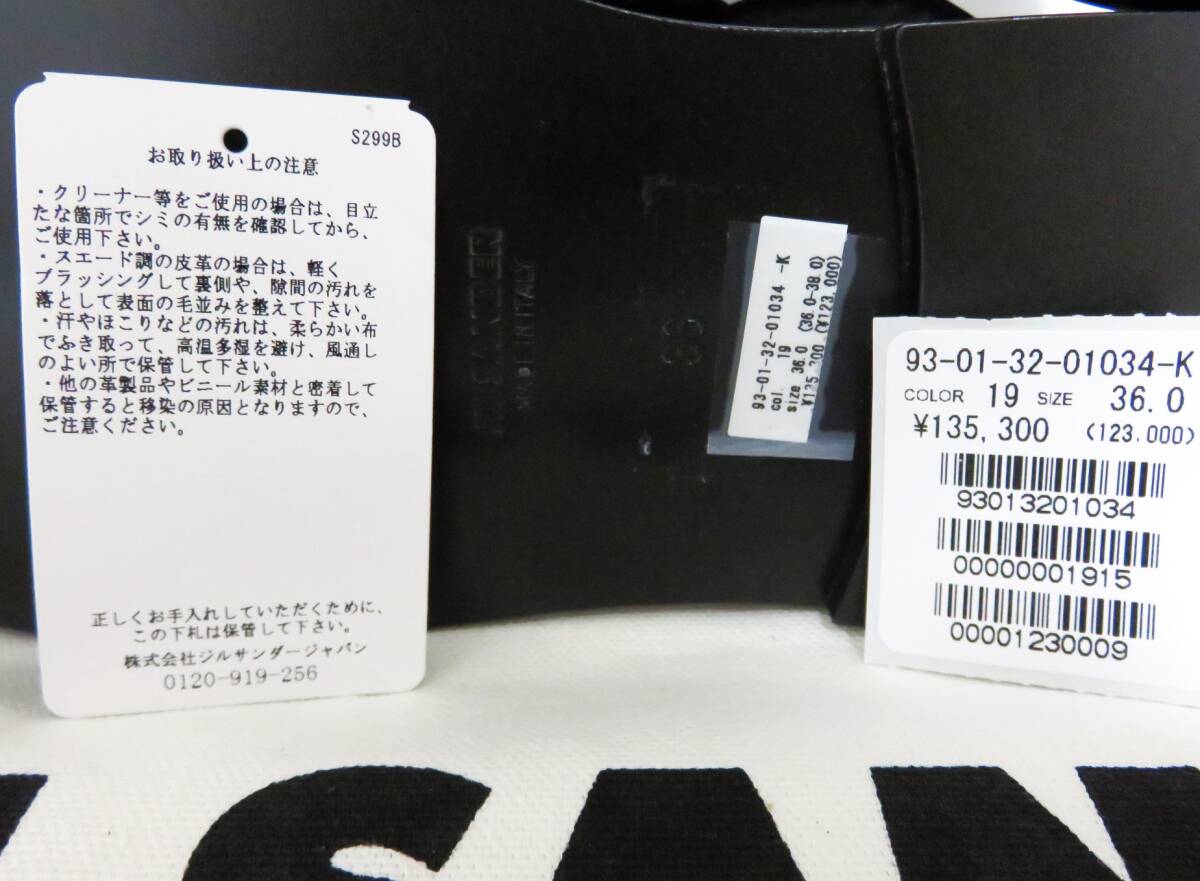 S299B
お取り扱い上の注意
・クリーナー等をご使用の場合は、目立
たな箇所でシミの有無を確認してから、
ご使用下さい。
・スエード調の皮革の場合は、軽く
ブラッシングして裏側や、隙間の汚れを
落として表面の毛並みを整えて下さい。
・汗やほこりなどの汚れは、柔らかい布
でふき取って、高温多湿を避け、風通し
のよい所で保管して下さい。
・他の革製品やビニール素材と密着して
保管すると移染の原因となりますので、
ご注意ください。
正しくお手入れしていただくために、
この下札は保管して下さい。
株式会社ジルサンダージャパン
0120-919-256
SANDER
MADE IN ITALY
93-01-32-01034 -K
col. 19
size 36.0 (36.0-38.0)
(¥123,000)
93-01-32-01034-K
COLOR 19 SIZE 36.0
¥135,300 (123.000)
93013201034
00000001915
00001230009
SAN